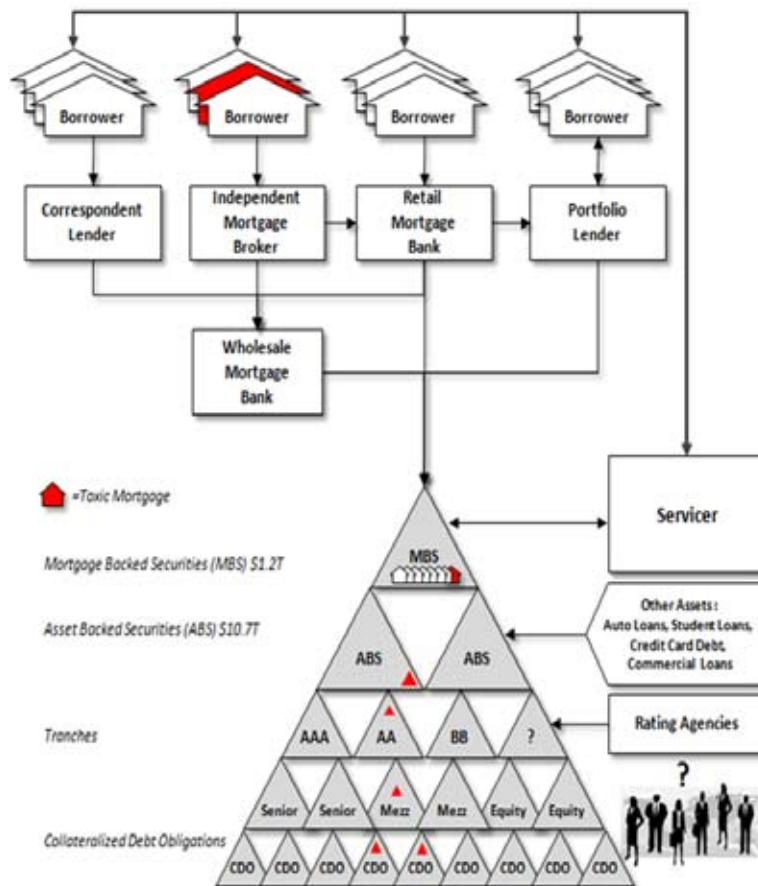 Borrower
Borrower
Borrower
Borrower
Correspondent
Lender
Independent
Mortgage
Broker
Retail
Mortgage
Bank
Portfolio
Lender
Wholesale
Mortgage
Bank
=Toxic Mortgage
Servicer
MBS
Mortgage Backed Securities (MBS) $1.2T
Other Assets :
Auto Loans, Student Loans,
Credit Card Debt,
Commercial Loans
Asset Backed Securities (ABS) $10.7T
ABS
ABS
Tranches
AAA
AA
BB
?
Rating Agencies
?
Senior
Senior
Mezz
Mezz
Equity
Equity
Collateralized Debt Obligations
CDO
CDO
CDO
CDO
CDO
CDO
CDO
CDO
CDO